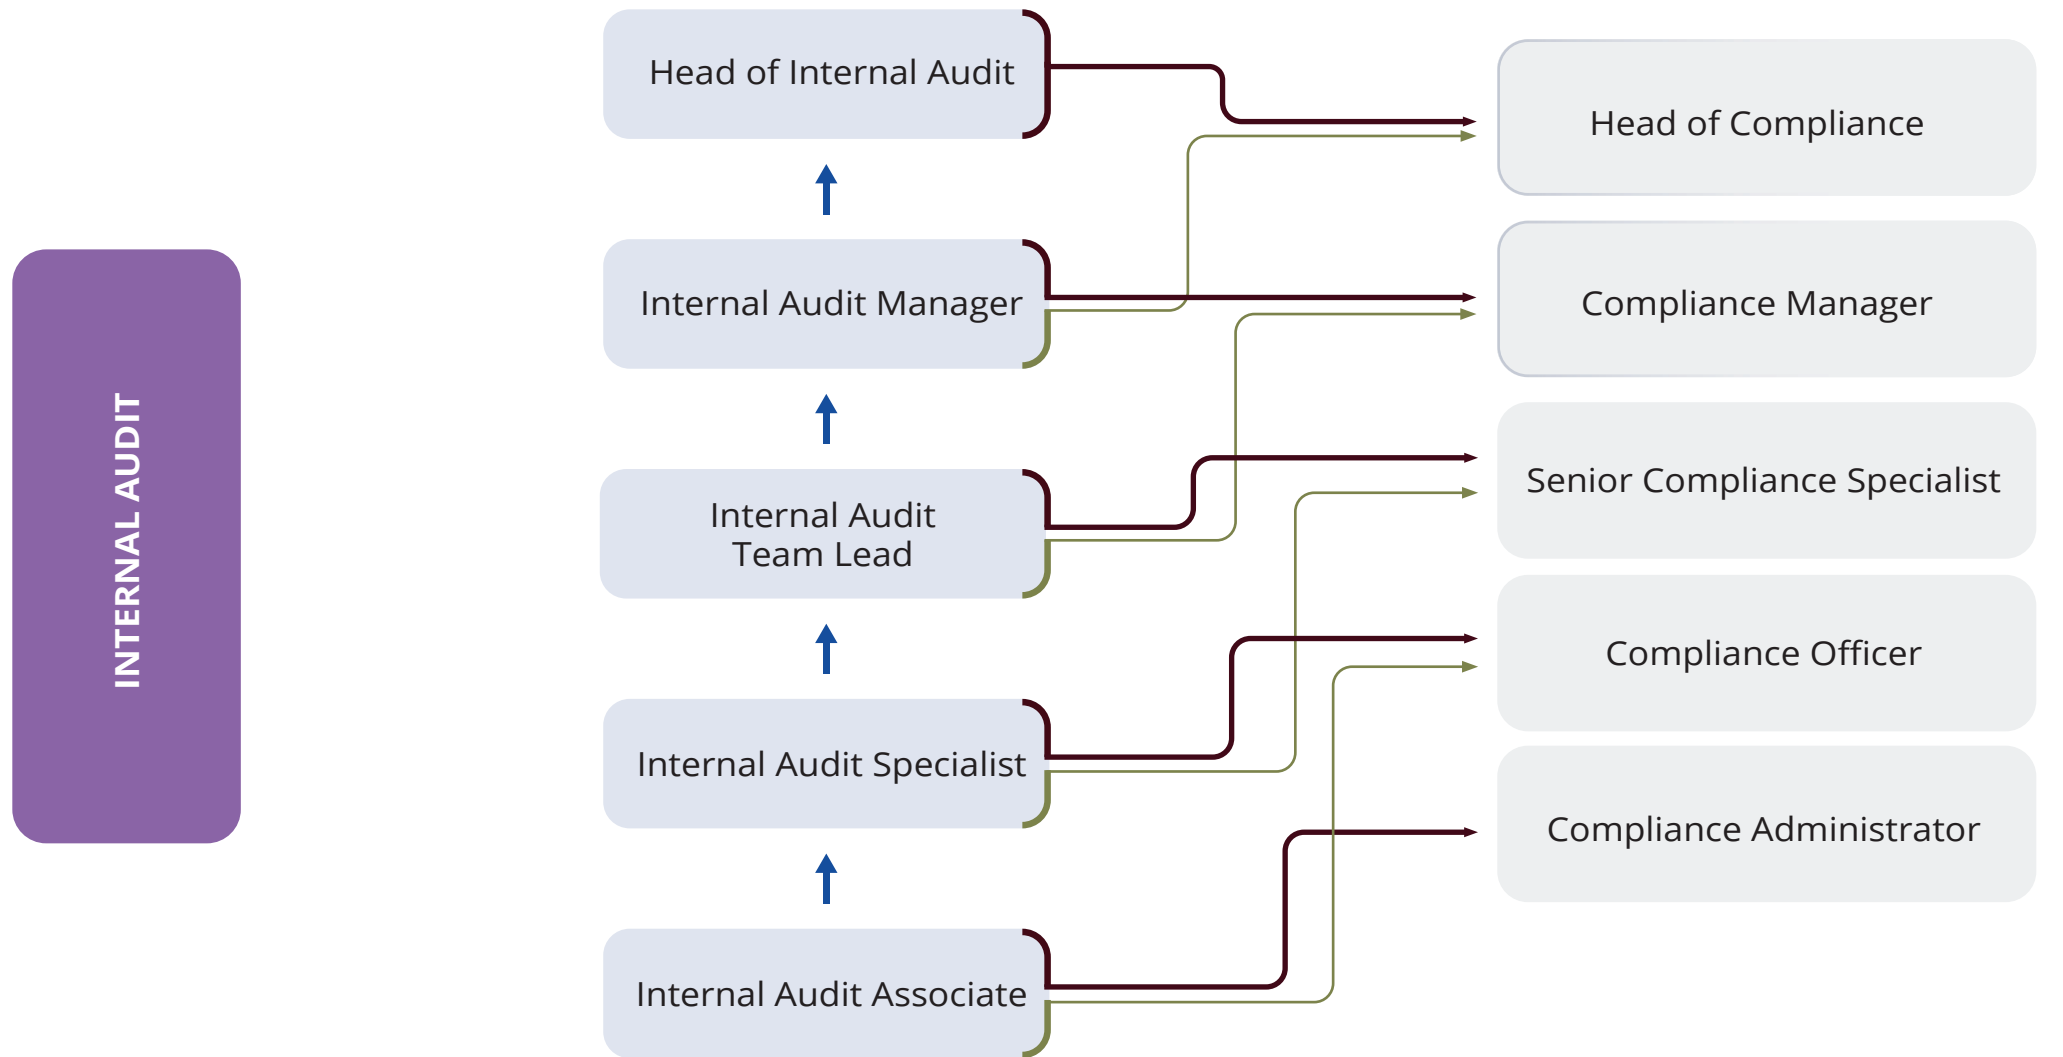 INTERNAL AUDIT
Head of Internal Audit
Internal Audit Manager
Internal Audit
Team Lead
Internal Audit Specialist
Internal Audit Associate
Head of Compliance
Compliance Manager
Senior Compliance Specialist
Compliance Officer
Compliance Administrator